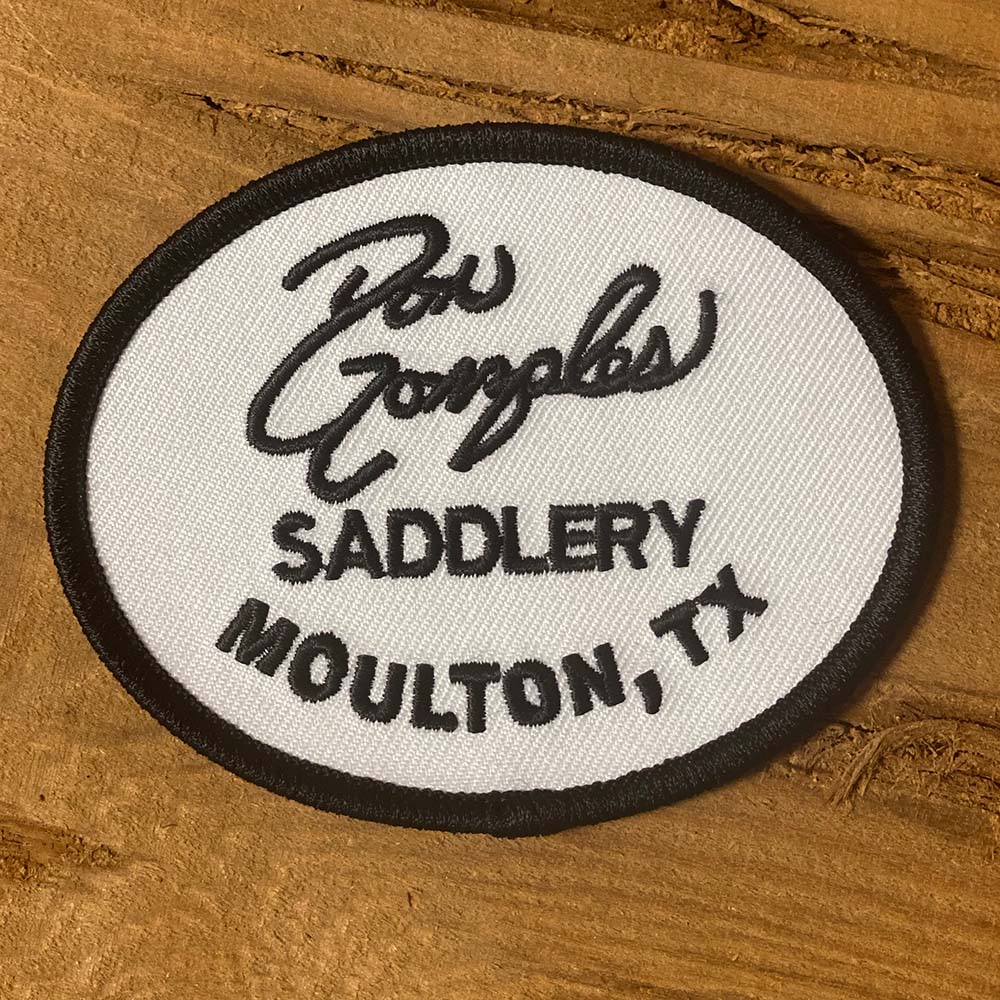 Don
Gonzales
SADDLERY
MOULTON, TX